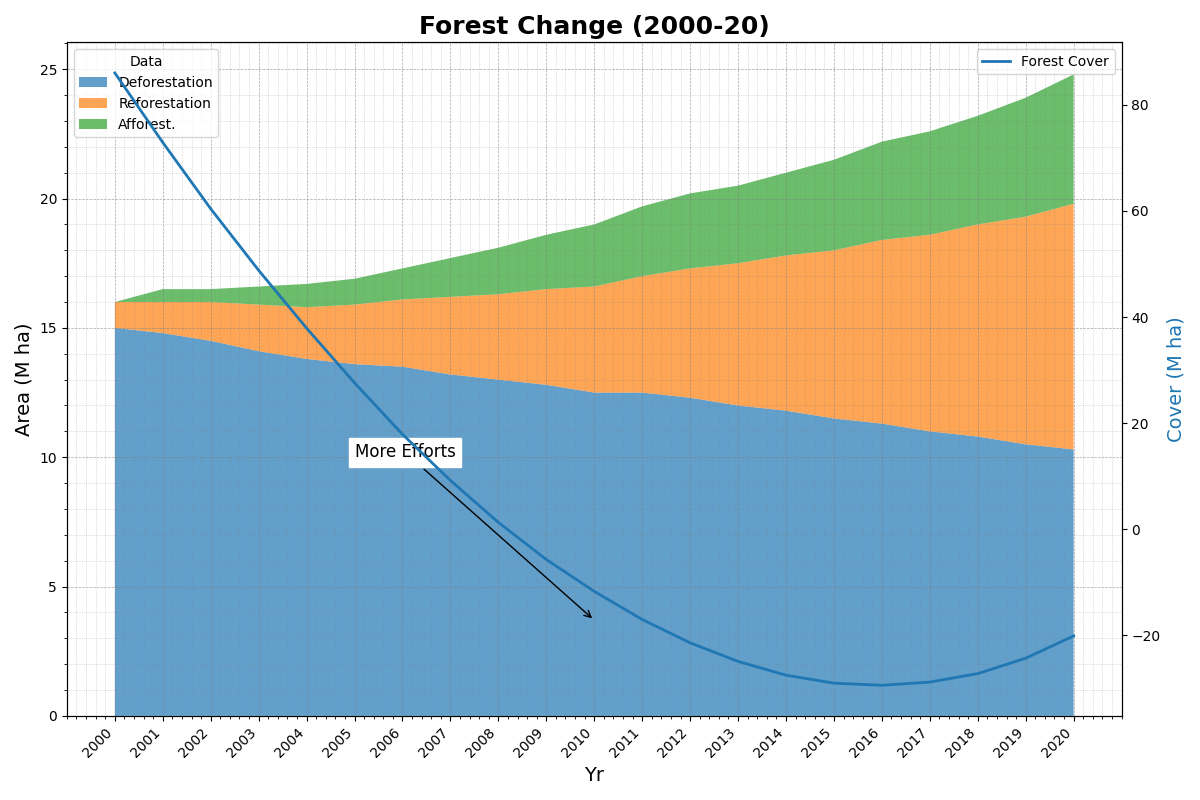 Forest Change (2000-20)
Data
Deforestation
Reforestation
Afforest.
Forest Cover
25
20
15
10
5
0
Area (M ha)
80
60
40
20
0
−20
Cover (M ha)
More Efforts
2000 2001 2002 2003 2004 2005 2006 2007 2008 2009 2010 2011 2012 2013 2014 2015 2016 2017 2018 2019 2020
Yr